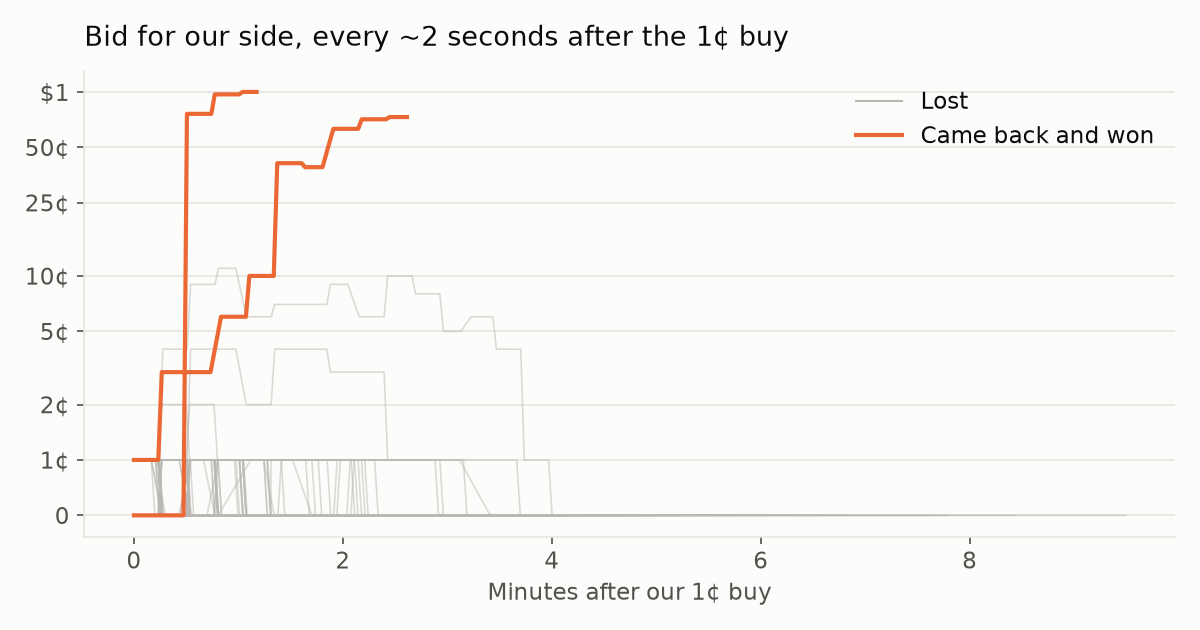 Bid for our side, every ~2 seconds after the 1¢ buy
$1
50¢
25¢
10¢
5¢
2¢
1¢
0
Lost
Came back and won
0 2 4 6 8
Minutes after our 1¢ buy